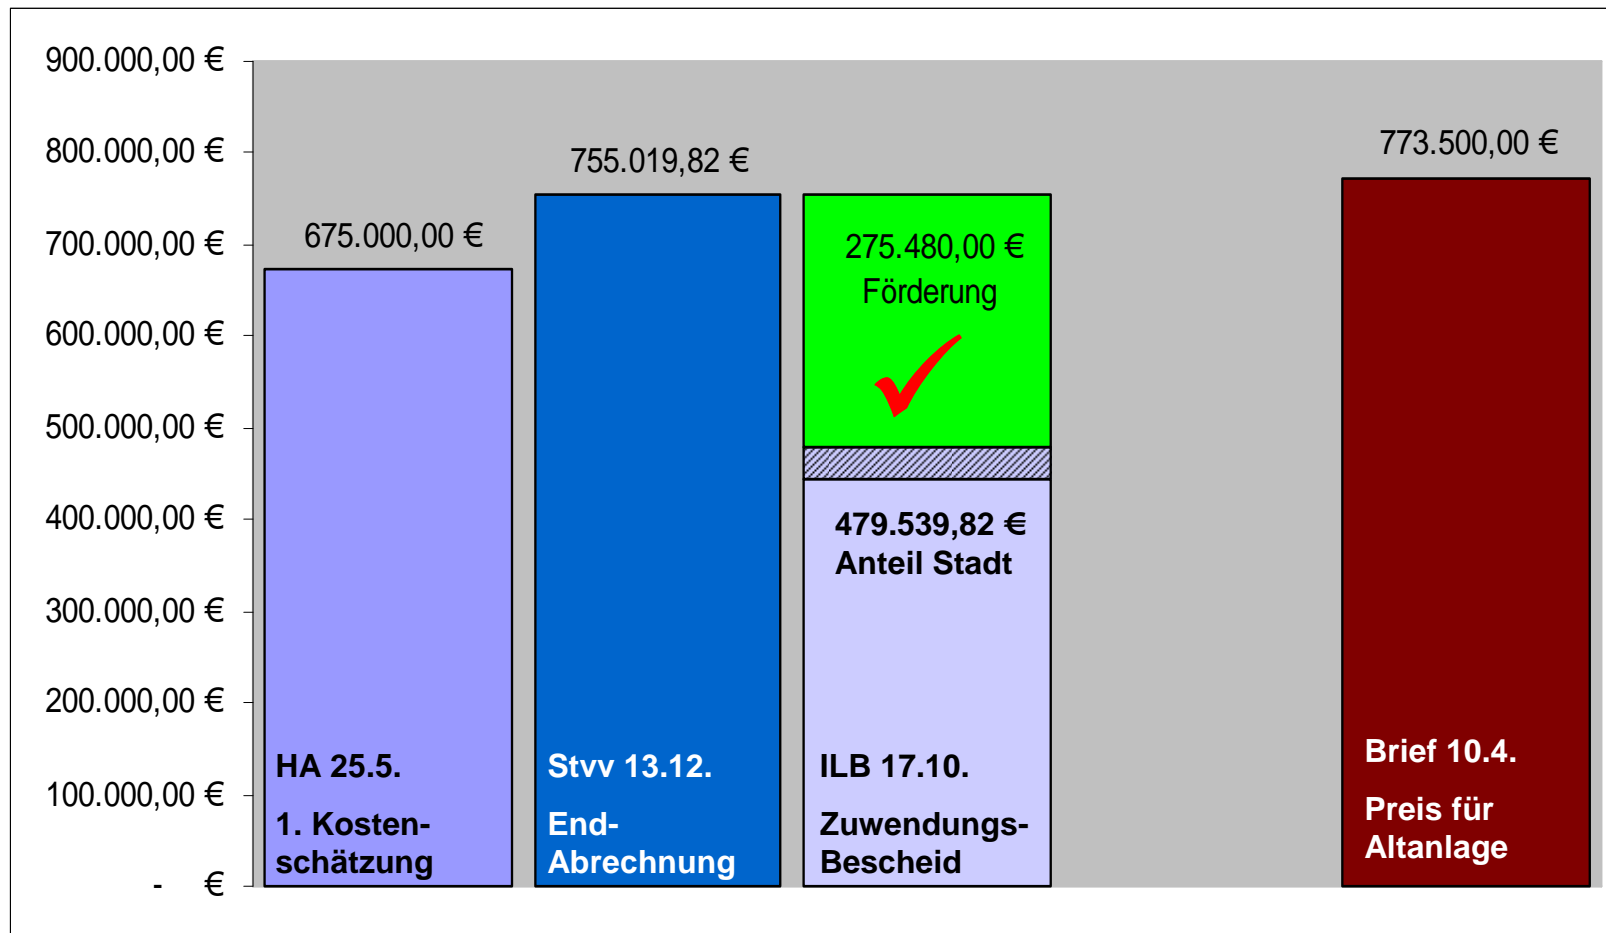 900.000,00 €
800.000,00 €
700.000,00 €
600.000,00 €
500.000,00 €
400.000,00 €
300.000,00 €
200.000,00 €
100.000,00 €
- €
675.000,00 €
HA 25.5.
1. Kosten-
schätzung
755.019,82 €
Stvv 13.12.
End-
Abrechnung
275.480,00 €
Förderung
479.539,82 €
Anteil Stadt
ILB 17.10.
Zuwendungs-
Bescheid
773.500,00 €
Brief 10.4.
Preis für
Altanlage